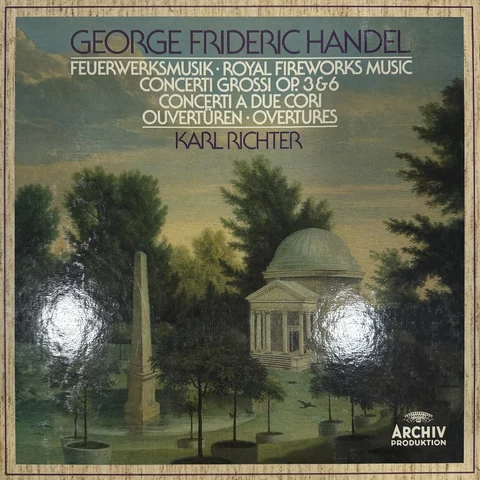 GEORGE FRIDERIC HANDEL
FEUERWERKSMUSIK · ROYAL FIREWORKS MUSIC
CONCERTI GROSSI OP. 3 & 6
CONCERTI A DUE CORI
OUVERTÜREN · OVERTURES
KARL RICHTER
ARCHIV
PRODUKTION